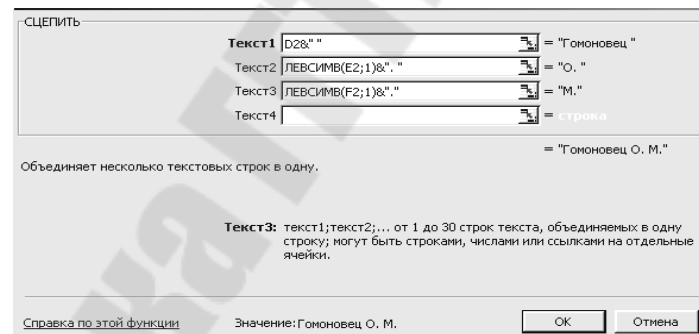 СЦЕПИТЬ
Текст1 D2&" " = "Гомоновец "
Текст2 ЛЕВСИМВ(E2;1)&". " = "О. "
Текст3 ЛЕВСИМВ(F2;1)&"." = "М."
Текст4 = строка
= "Гомоновец О. М."
Объединяет несколько текстовых строк в одну.
Текст3: текст1;текст2;... от 1 до 30 строк текста, объединяемых в одну
строку; могут быть строками, числами или ссылками на отдельные
ячейки.
Справка по этой функции Значение:Гомоновец О. М. ОК Отмена